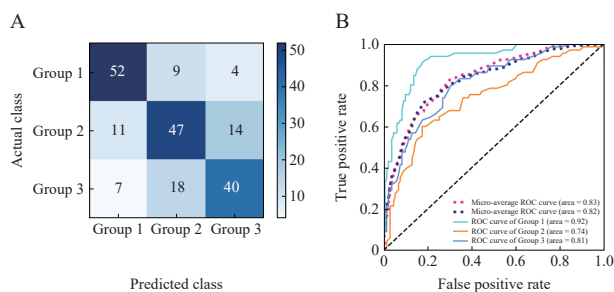 A
Actual class
Group 1
Group 2
Group 3
52 9 4
11 47 14
7 18 40
Group 1 Group 2 Group 3
Predicted class
50
40
30
20
10
B
True positive rate
1.0
0.8
0.6
0.4
0.2
0
Micro-average ROC curve (area = 0.83)
Micro-average ROC curve (area = 0.82)
ROC curve of Group 1 (area = 0.92)
ROC curve of Group 2 (area = 0.74)
ROC curve of Group 3 (area = 0.81)
0 0.2 0.4 0.6 0.8 1.0
False positive rate